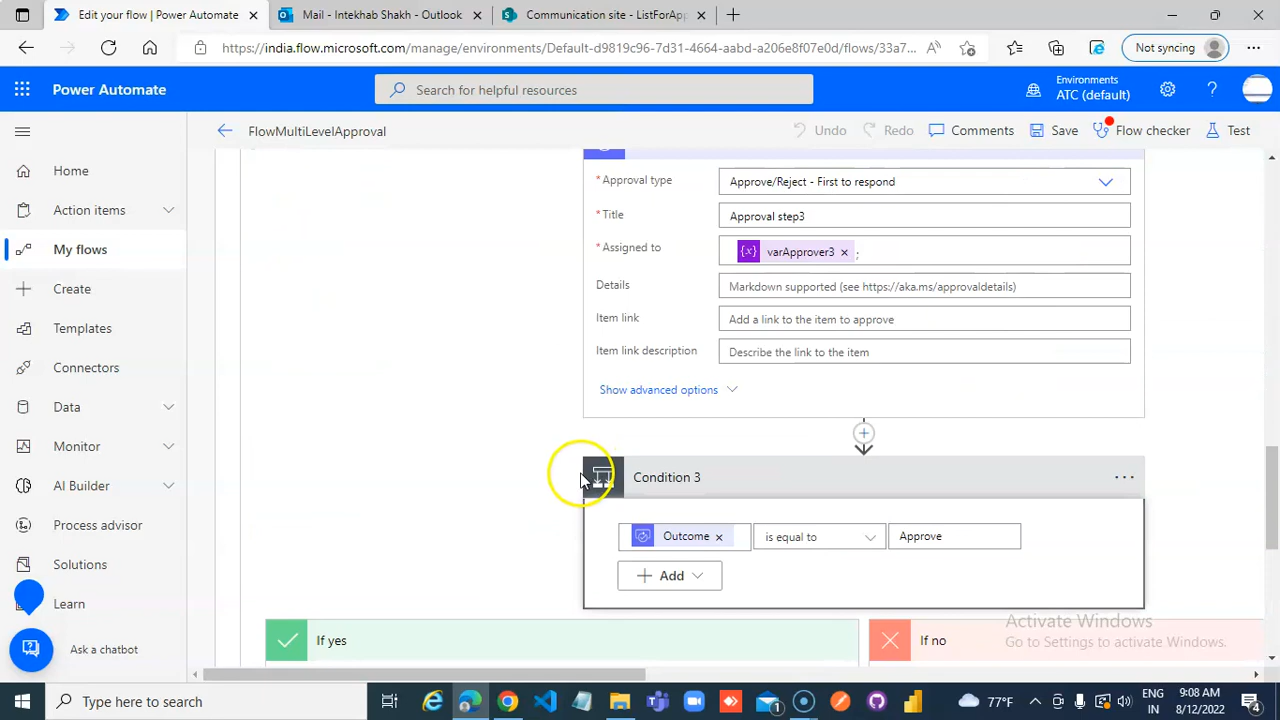 Edit your flow | Power Automate
Mail - Intekhab Shakh - Outlook
Communication site - ListForApp
https://india.flow.microsoft.com/manage/environments/Default-d9819c96-7d31-4664-aabd-a206e8f07e0d/flows/33a7...
Not syncing
Power Automate
Search for helpful resources
Environments
ATC (default)
FlowMultiLevelApproval
Undo
Redo
Comments
Save
Flow checker
Test
Home
Action items
My flows
Create
Templates
Connectors
Data
Monitor
AI Builder
Process advisor
Solutions
Learn
Ask a chatbot
* Approval type
Approve/Reject - First to respond
* Title
Approval step3
* Assigned to
{x} varApprover3 × ;
Details
Markdown supported (see https://aka.ms/approvaldetails)
Item link
Add a link to the item to approve
Item link description
Describe the link to the item
Show advanced options
Condition 3
Outcome ×
is equal to
Approve
Add
If yes
If no
Activate Windows
Go to Settings to activate Windows.
Type here to search
1
77°F
ENG
IN
9:08 AM
8/12/2022
4